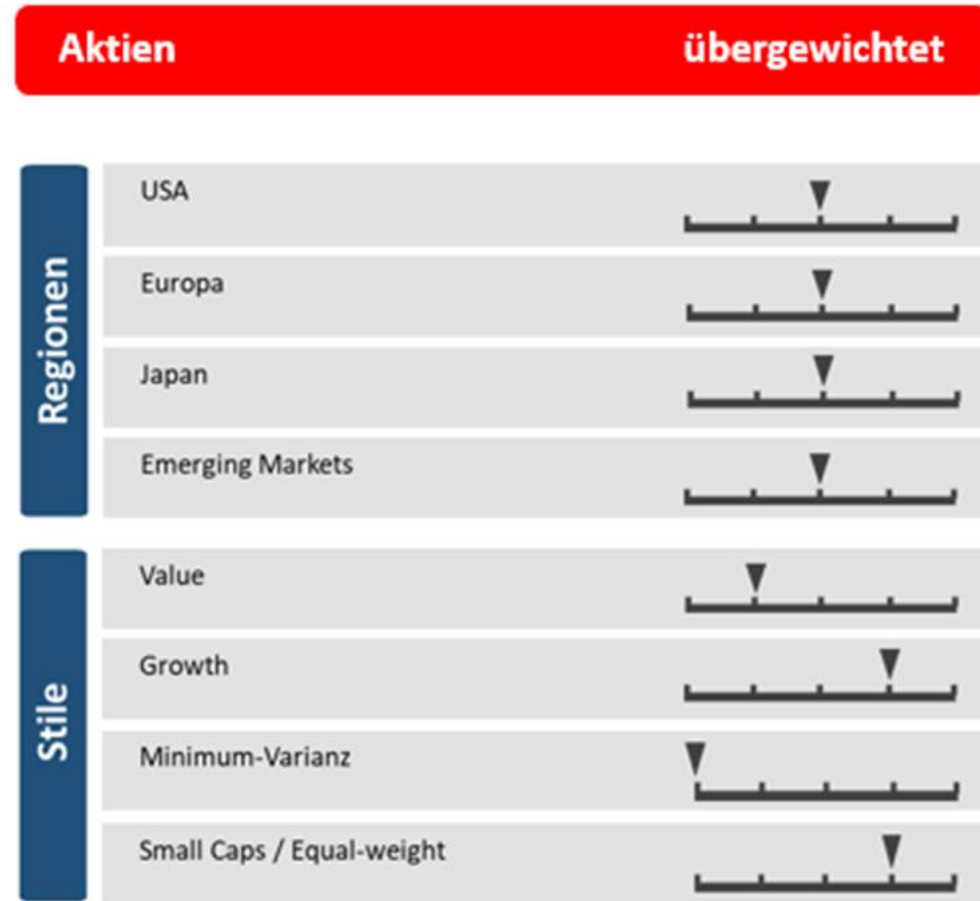 Aktien übergewichtet
Regionen
USA
Europa
Japan
Emerging Markets
Stile
Value
Growth
Minimum-Varianz
Small Caps / Equal-weight